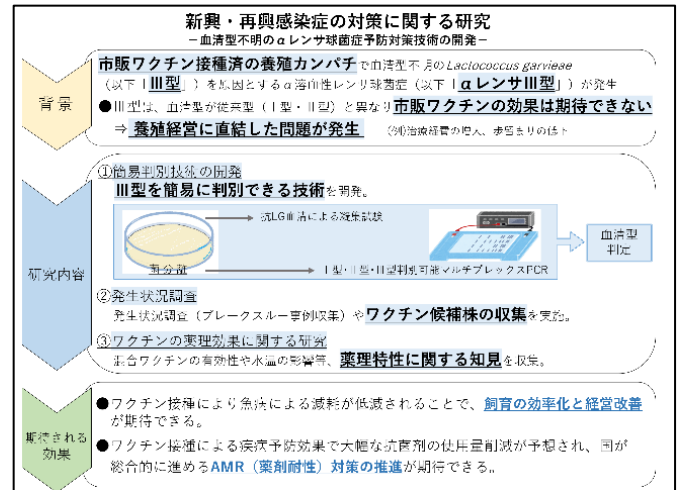 新興・再興感染症の対策に関する研究
－血清型不明のαレンサ球菌症予防対策技術の開発－
背景
市販ワクチン接種済の養殖カンパチで血清型不明のLactococcus garvieae
（以下「Ⅲ型」）を原因とするα溶血性レンサ球菌症（以下「αレンサⅢ型」）が発生
●Ⅲ型は、血清型が従来型（Ⅰ型・Ⅱ型）と異なり市販ワクチンの効果は期待できない
⇒ 養殖経営に直結した問題が発生 （例）治療経費の増大、歩留まりの低下
研究内容
①簡易判別技術の開発
Ⅲ型を簡易に判別できる技術を開発。
抗LG血清による凝集試験
菌分離
Ⅰ型・Ⅱ型・Ⅲ型判別可能マルチプレックスPCR
血清型
判定
②発生状況調査
発生状況調査（ブレークスルー事例収集）やワクチン候補株の収集を実施。
③ワクチンの薬理効果に関する研究
混合ワクチンの有効性や水温の影響等、薬理特性に関する知見を収集。
期待される
効果
●ワクチン接種により魚病による減耗が低減されることで、飼育の効率化と経営改善
が期待できる。
●ワクチン接種による疾病予防効果で大幅な抗菌剤の使用量削減が予想され、国が
総合的に進めるAMR（薬剤耐性）対策の推進が期待できる。